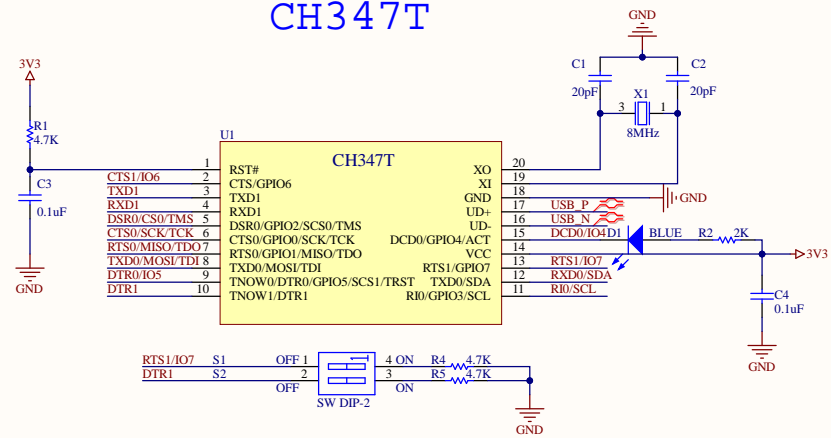 CH347T
GND
3V3
C1
C2
20pF
20pF
X1
3
1
8MHz
R1
4.7K
C3
0.1uF
GND
U1
CH347T
1
RST#
CTS1/IO6
2
CTS/GPIO6
TXD1
3
TXD1
RXD1
4
RXD1
DSR0/CS0/TMS
5
DSR0/GPIO2/SCS0/TMS
CTS0/SCK/TCK
6
CTS0/GPIO0/SCK/TCK
RTS0/MISO/TDO
7
RTS0/GPIO1/MISO/TDO
TXD0/MOSI/TDI
8
TXD0/MOSI/TDI
DTR0/IO5
9
TNOW0/DTR0/GPIO5/SCS1/TRST
DTR1
10
TNOW1/DTR1
XO
20
XI
19
GND
18
GND
UD+
17
USB_P
UD-
16
USB_N
DCD0/GPIO4/ACT
15
DCD0/IO4
D1
BLUE
R2
2K
VCC
14
3V3
RTS1/GPIO7
13
RTS1/IO7
TXD0/SDA
12
RXD0/SDA
RI0/GPIO3/SCL
11
RI0/SCL
C4
0.1uF
GND
RTS1/IO7
S1
OFF
1
4
ON
R4
4.7K
DTR1
S2
2
3
R5
4.7K
OFF
ON
SW DIP-2
GND